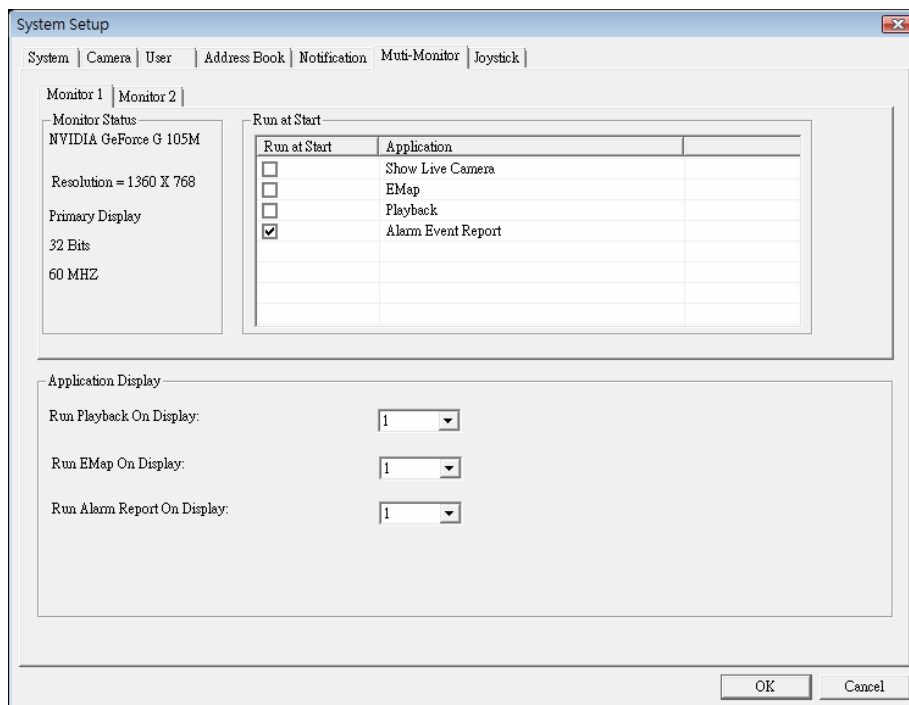 System Setup
System Camera User Address Book Notification Muti-Monitor Joystick
Monitor 1 Monitor 2
Monitor Status
NVIDIA GeForce G 105M
Resolution = 1360 X 768
Primary Display
32 Bits
60 MHZ
Run at Start
Run at Start Application
Show Live Camera
EMap
Playback
Alarm Event Report
Application Display
Run Playback On Display: 1
Run EMap On Display: 1
Run Alarm Report On Display: 1
OK Cancel